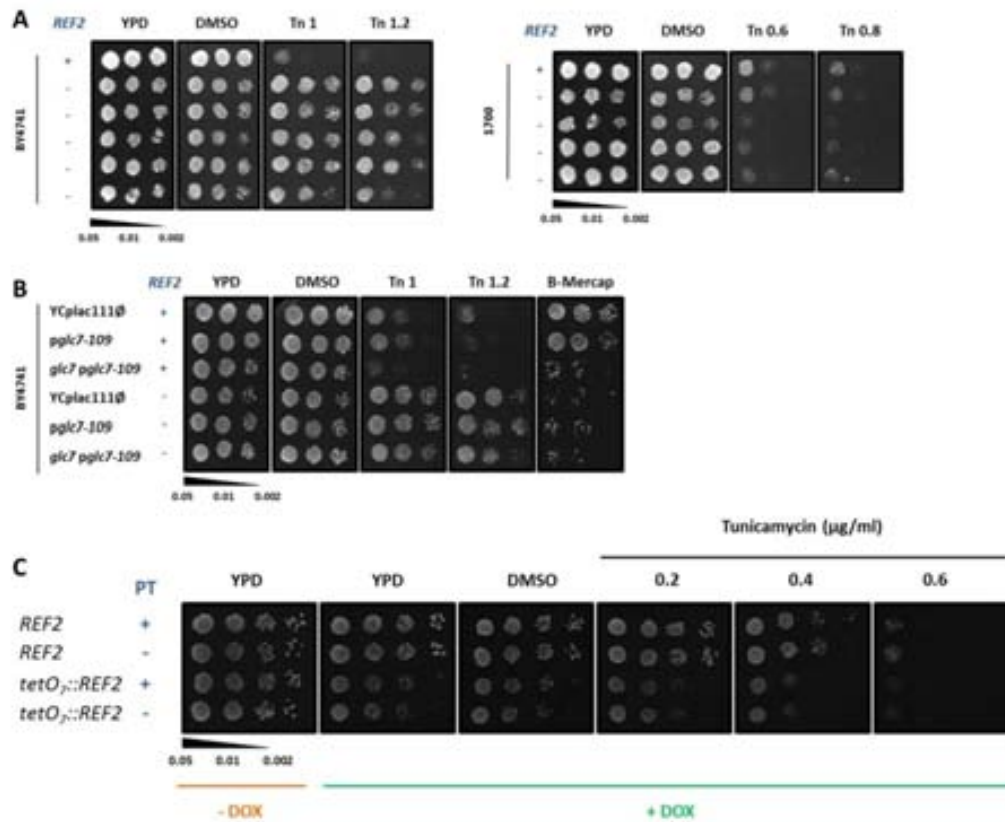 A
REF2 YPD DMSO Tn 1 Tn 1.2
BY4741
+
-
-
-
-
-
0.05 0.01 0.002
REF2 YPD DMSO Tn 0.6 Tn 0.8
1700
+
-
-
-
-
0.05 0.01 0.002
B
REF2 YPD DMSO Tn 1 Tn 1.2 B-Mercap
BY4741
YCplac111Ø +
pglc7-109 +
glc7 pglc7-109 +
YCplac111Ø -
pglc7-109 -
glc7 pglc7-109 -
0.05 0.01 0.002
Tunicamycin (µg/ml)
C
PT YPD YPD DMSO 0.2 0.4 0.6
REF2 +
REF2 -
tetO7::REF2 +
tetO7::REF2 -
0.05 0.01 0.002
- DOX + DOX